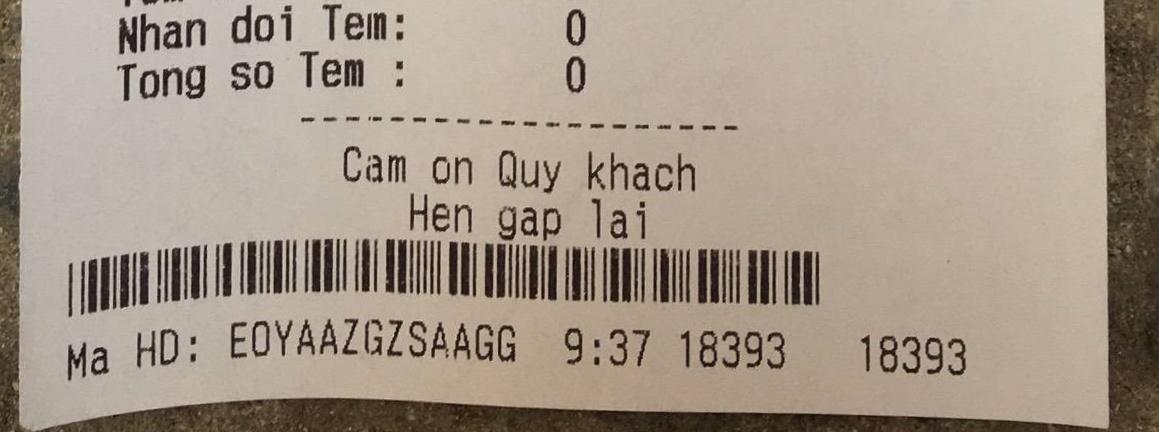 Nhan doi Tem: 0
Tong so Tem : 0
--------------------
Cam on Quy khach
Hen gap lai
Ma HD: EOYAAZGZSAAGG 9:37 18393 18393